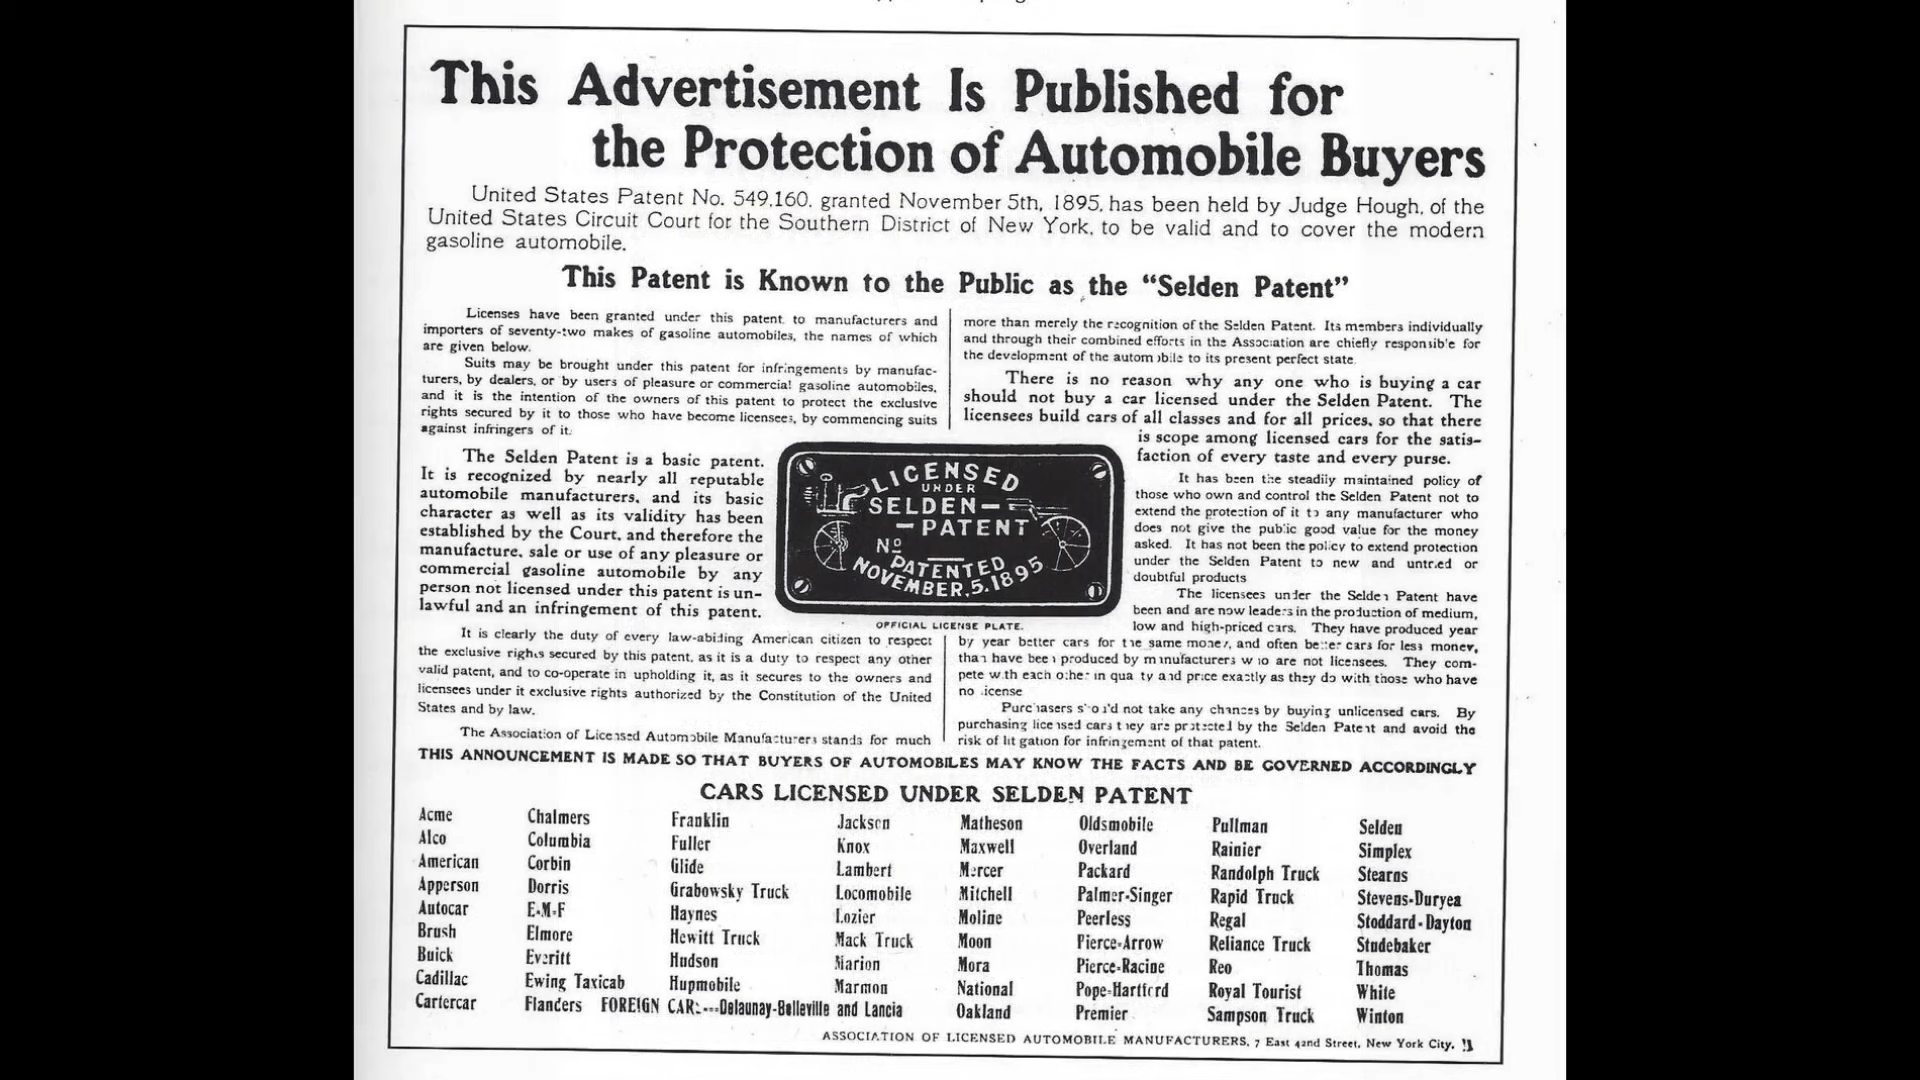 This Advertisement Is Published for
the Protection of Automobile Buyers
United States Patent No. 549,160, granted November 5th, 1895, has been held by Judge Hough, of the
United States Circuit Court for the Southern District of New York, to be valid and to cover the modern
gasoline automobile.
This Patent is Known to the Public as the “Selden Patent”
Licenses have been granted under this patent to manufacturers and
importers of seventy-two makes of gasoline automobiles, the names of which
are given below.
Suits may be brought under this patent for infringements by manufac-
turers, by dealers, or by users of pleasure or commercial gasoline automobiles,
and it is the intention of the owners of this patent to protect the exclusive
rights secured by it to those who have become licensees, by commencing suits
against infringers of it.
The Selden Patent is a basic patent.
It is recognized by nearly all reputable
automobile manufacturers, and its basic
character as well as its validity has been
established by the Court, and therefore the
manufacture, sale or use of any pleasure or
commercial gasoline automobile by any
person not licensed under this patent is un-
lawful and an infringement of this patent.
It is clearly the duty of every law-abiding American citizen to respect
the exclusive rights secured by this patent, as it is a duty to respect any other
valid patent, and to co-operate in upholding it, as it secures to the owners and
licensees under it exclusive rights authorized by the Constitution of the United
States and by law.
The Association of Licensed Automobile Manufacturers stands for much
more than merely the recognition of the Selden Patent. Its members individually
and through their combined efforts in the Association are chiefly responsible for
the development of the automobile to its present perfect state.
There is no reason why any one who is buying a car
should not buy a car licensed under the Selden Patent. The
licensees build cars of all classes and for all prices, so that there
is scope among licensed cars for the satis-
faction of every taste and every purse.
It has been the steadily maintained policy of
those who own and control the Selden Patent not to
extend the protection of it to any manufacturer who
does not give the public good value for the money
asked. It has not been the policy to extend protection
under the Selden Patent to new and untried or
doubtful products
The licensees under the Selden Patent have
been and are now leaders in the production of medium,
low and high-priced cars. They have produced year
by year better cars for the same money, and often better cars for less money,
than have been produced by manufacturers who are not licensees. They com-
pete with each other in quality and price exactly as they do with those who have
no license
Purchasers should not take any chances by buying unlicensed cars. By
purchasing licensed cars they are protected by the Selden Patent and avoid the
risk of litigation for infringement of that patent.
LICENSED
UNDER
SELDEN-
-PATENT
No
PATENTED
NOVEMBER,5.1895
OFFICIAL LICENSE PLATE.
THIS ANNOUNCEMENT IS MADE SO THAT BUYERS OF AUTOMOBILES MAY KNOW THE FACTS AND BE GOVERNED ACCORDINGLY
CARS LICENSED UNDER SELDEN PATENT
Acme Chalmers Franklin Jackson Matheson Oldsmobile Pullman Selden
Alco Columbia Fuller Knox Maxwell Overland Rainier Simplex
American Corbin Glide Lambert Mercer Packard Randolph Truck Stearns
Apperson Dorris Grabowsky Truck Locomobile Mitchell Palmer-Singer Rapid Truck Stevens-Duryea
Autocar E-M-F Haynes Lozier Moline Peerless Regal Stoddard-Dayton
Brush Elmore Hewitt Truck Mack Truck Moon Pierce-Arrow Reliance Truck Studebaker
Buick Everitt Hudson Marion Mora Pierce-Racine Reo Thomas
Cadillac Ewing Taxicab Hupmobile Marmon National Pope-Hartford Royal Tourist White
Cartercar Flanders FOREIGN CARS---Delaunay-Belleville and Lancia Oakland Premier Sampson Truck Winton
ASSOCIATION OF LICENSED AUTOMOBILE MANUFACTURERS, 7 East 42nd Street, New York City.